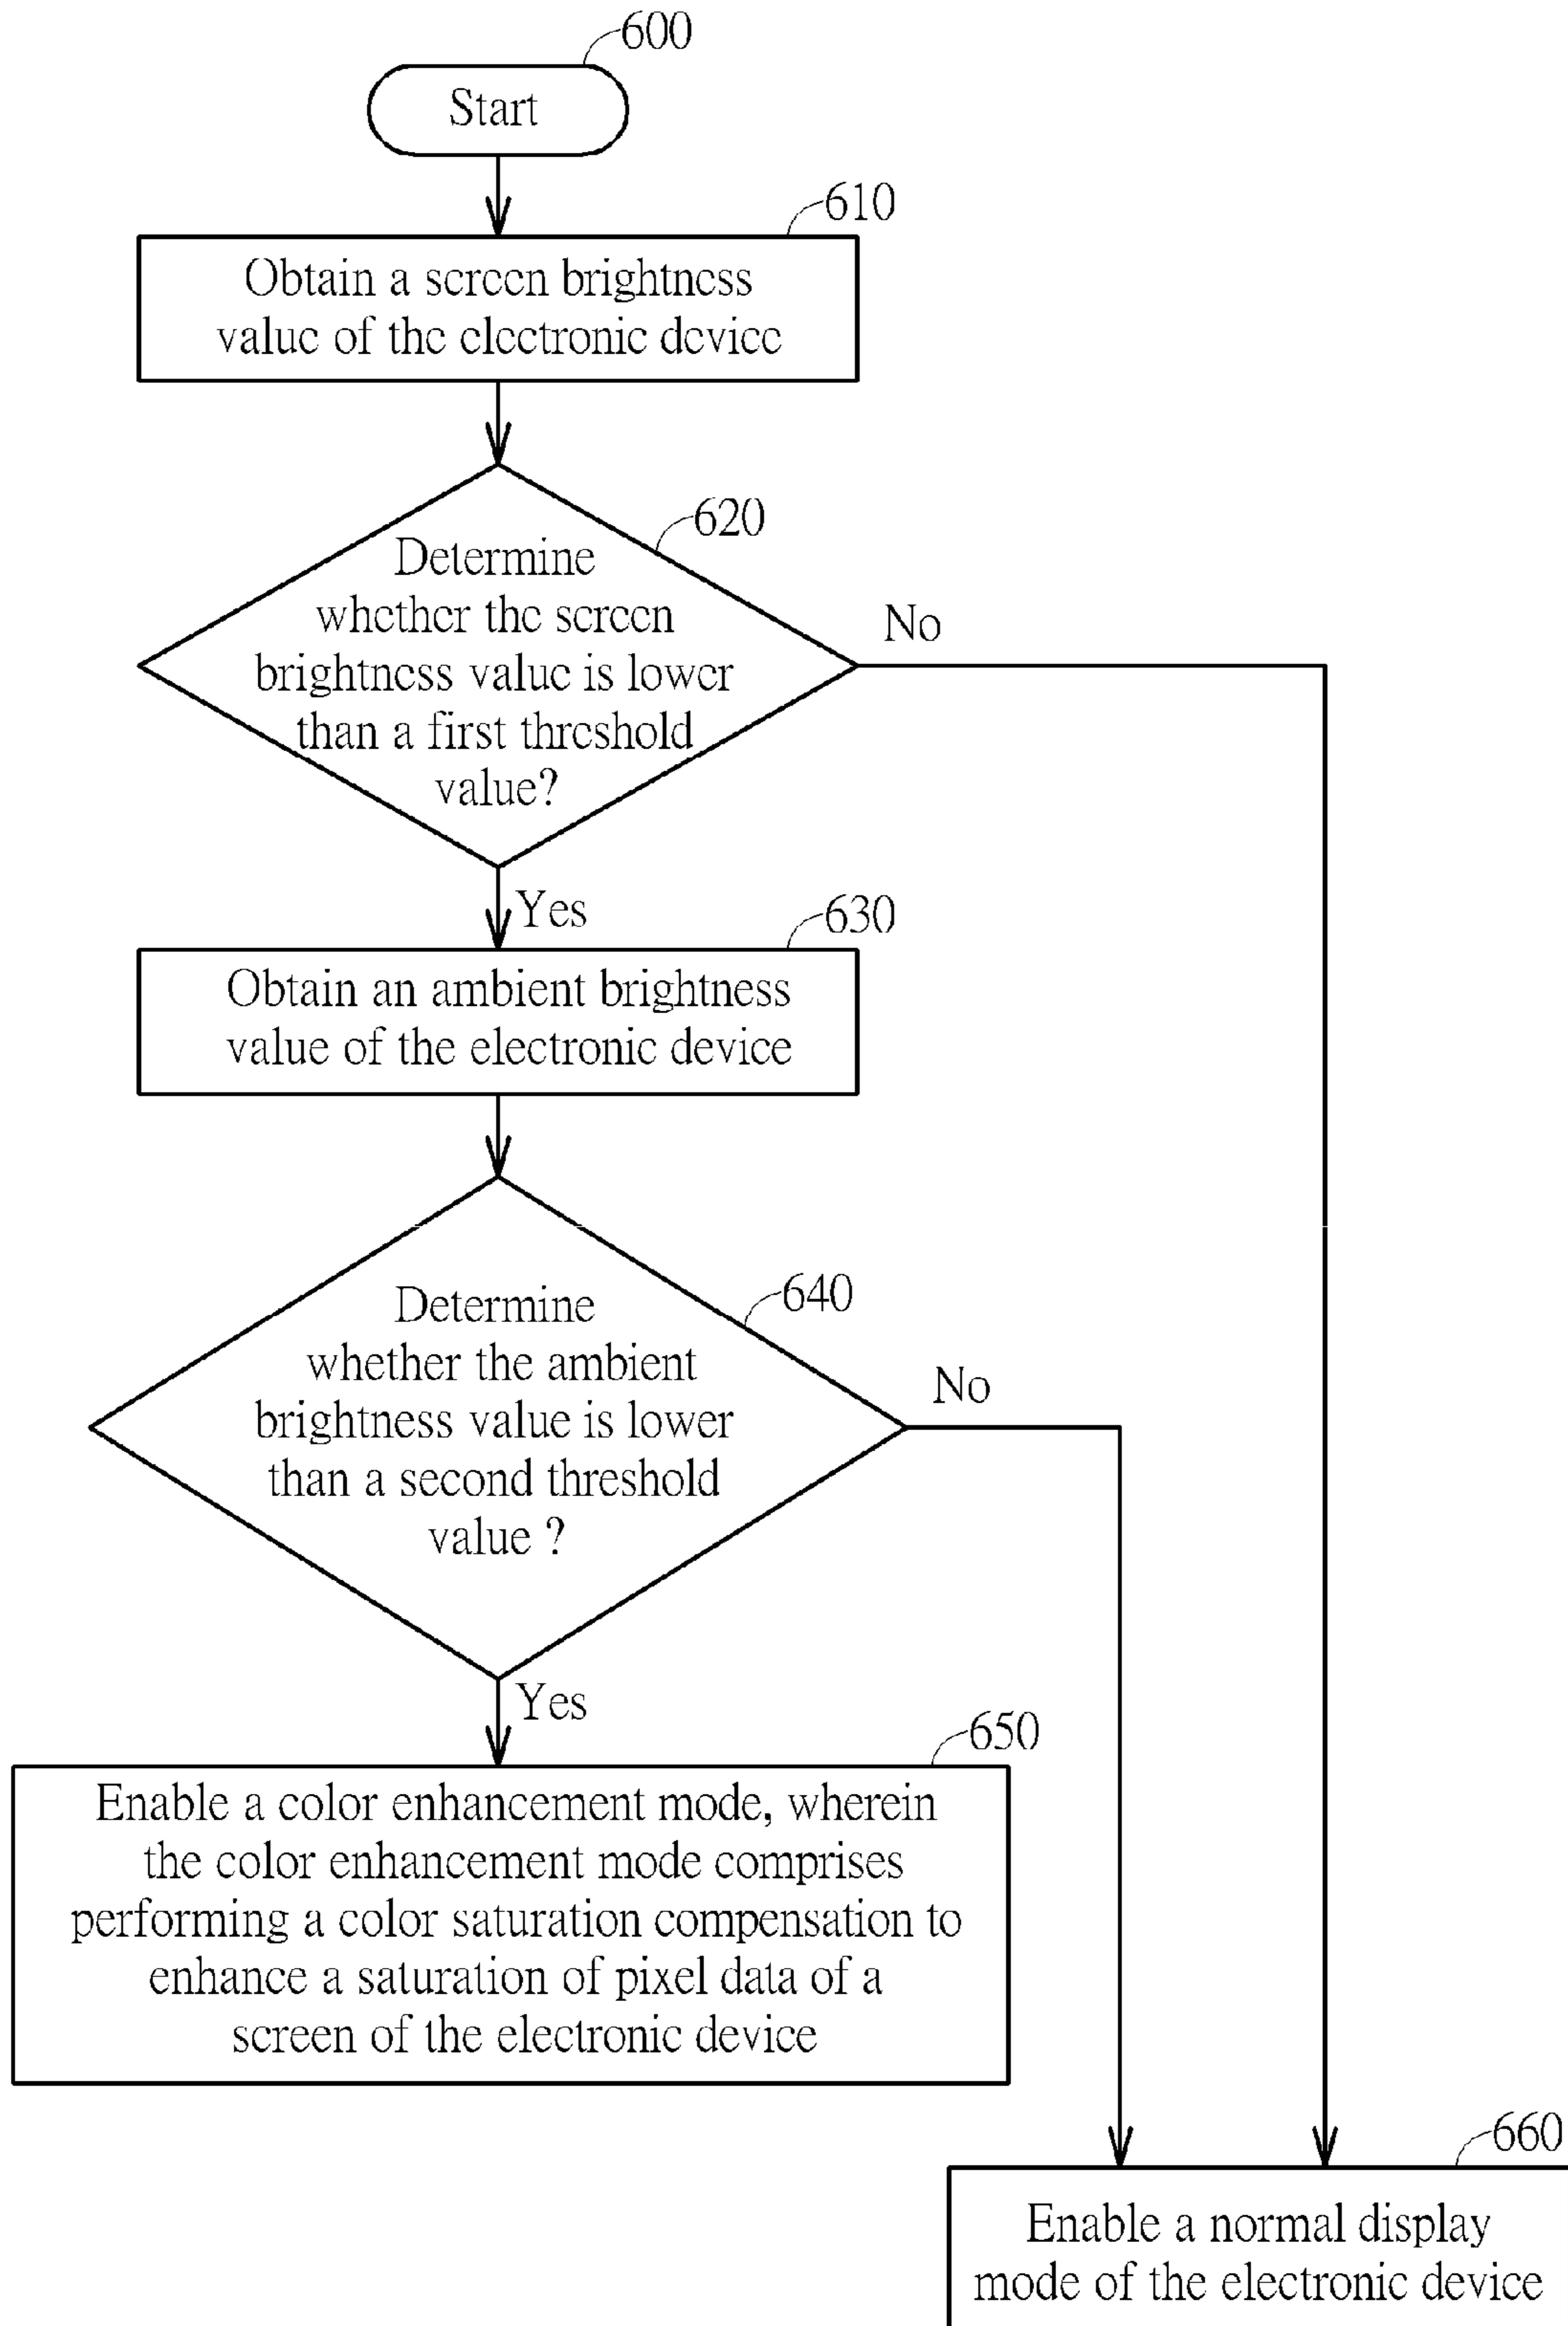 600
Start
610
Obtain a screen brightness
value of the electronic device
620
Determine
whether the screen
brightness value is lower
than a first threshold
value?
No
Yes
630
Obtain an ambient brightness
value of the electronic device
640
Determine
whether the ambient
brightness value is lower
than a second threshold
value ?
No
Yes
650
Enable a color enhancement mode, wherein
the color enhancement mode comprises
performing a color saturation compensation to
enhance a saturation of pixel data of a
screen of the electronic device
660
Enable a normal display
mode of the electronic device